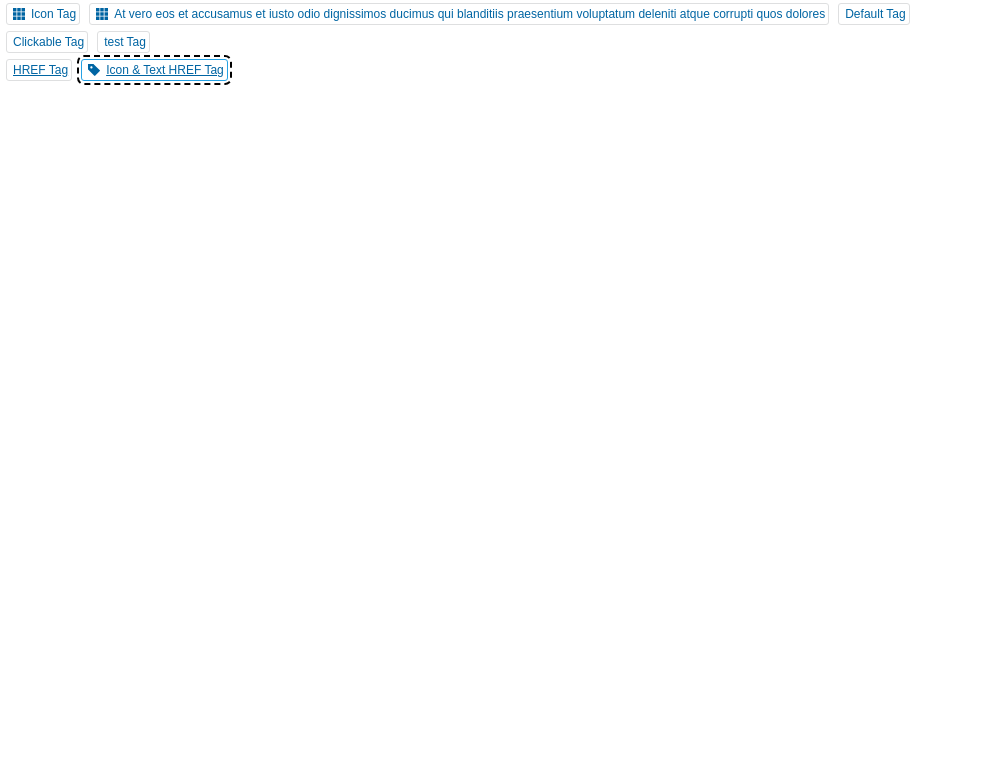 Icon Tag At vero eos et accusamus et iusto odio dignissimos ducimus qui blanditiis praesentium voluptatum deleniti atque corrupti quos dolores Default Tag
Clickable Tag test Tag
HREF Tag Icon & Text HREF Tag